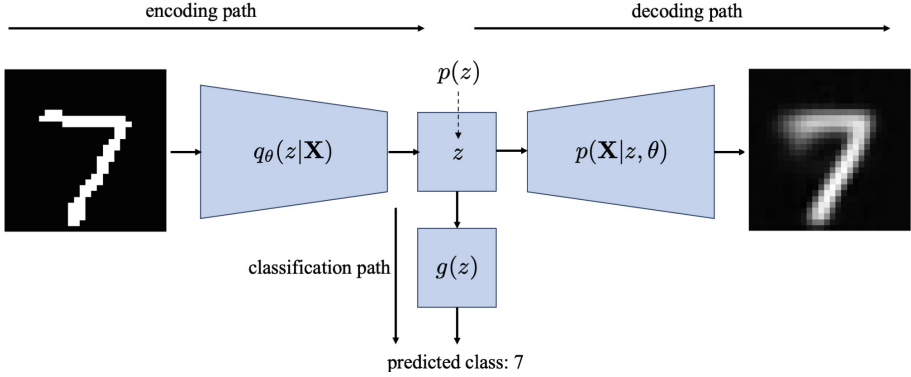 encoding path
decoding path
p(z)
q_θ(z|X)
z
p(X|z, θ)
classification path
g(z)
predicted class: 7